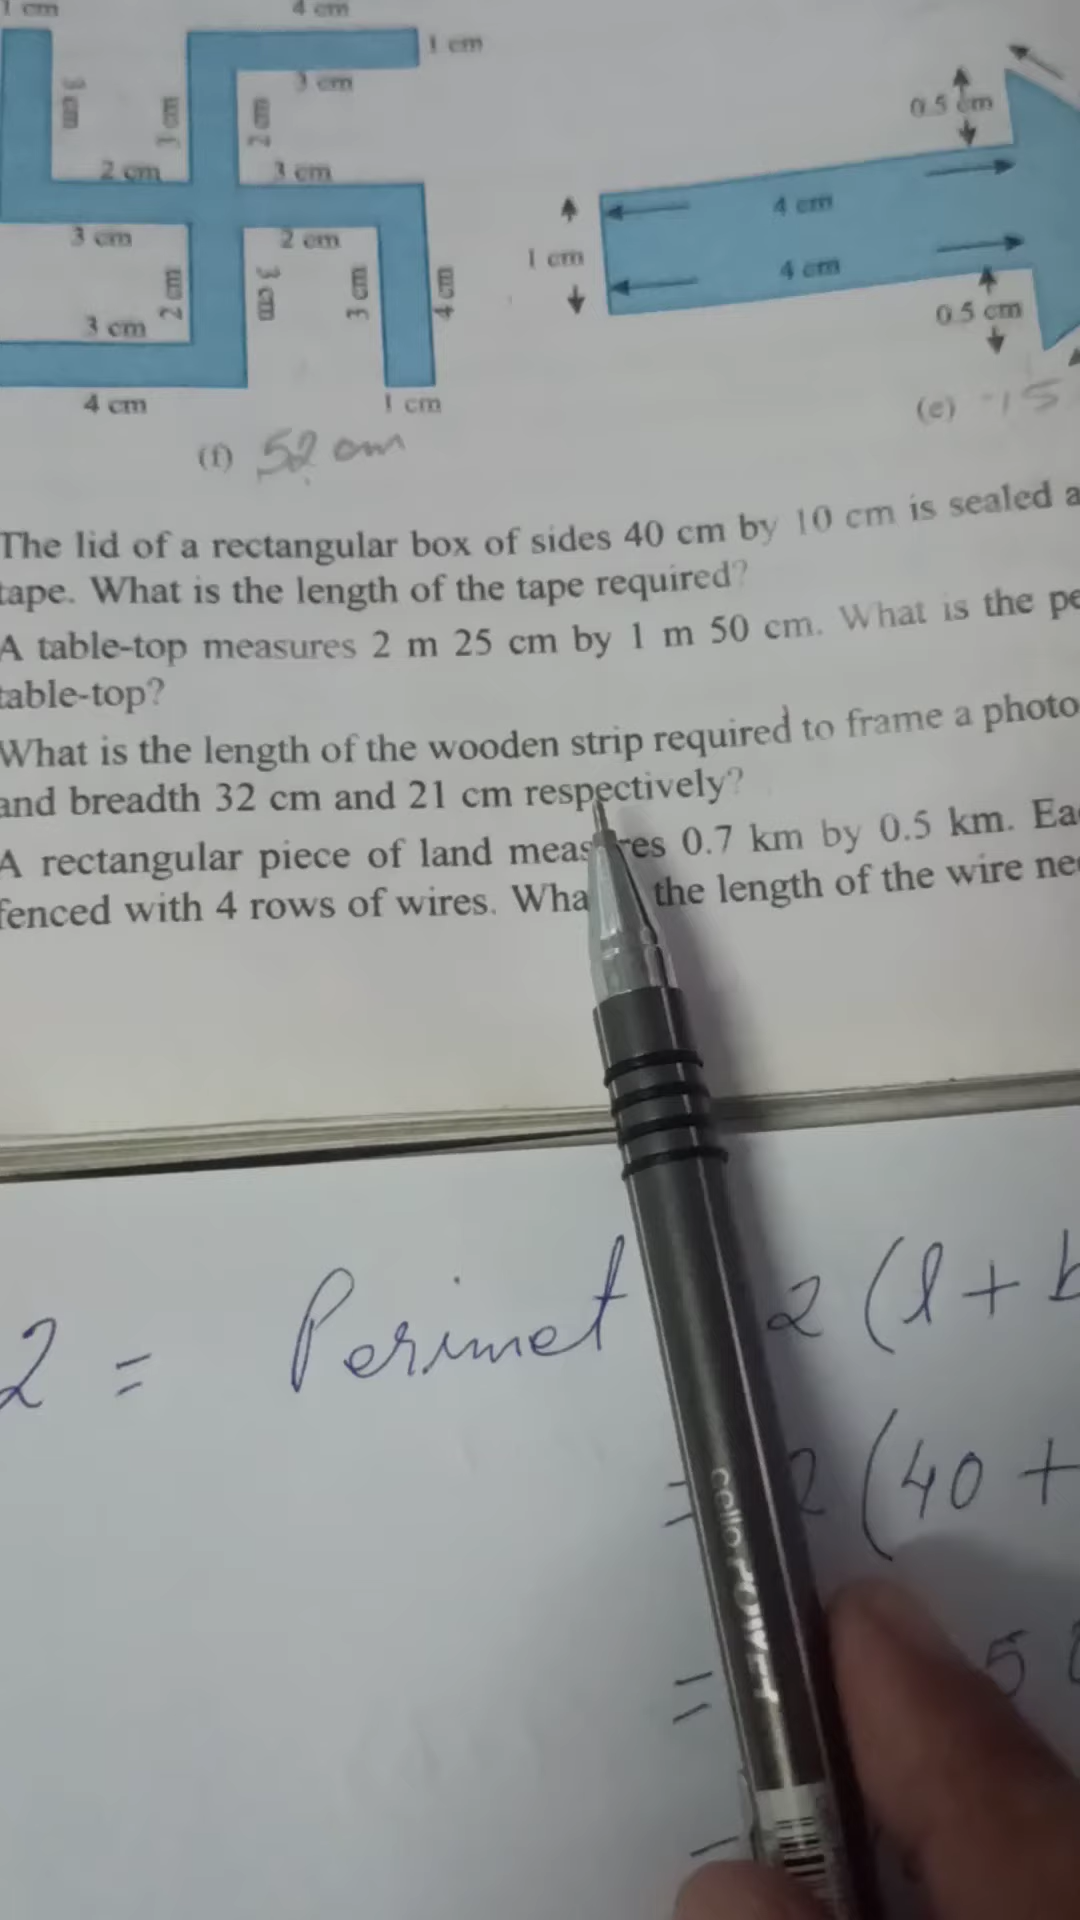 1 cm
4 cm
1 cm
3 cm
3 cm
3 cm
2 cm
2 cm
3 cm
3 cm
2 cm
2 cm
3 cm
3 cm
4 cm
3 cm
4 cm
1 cm
(f) 52 cm
0.5 cm
4 cm
1 cm
4 cm
0.5 cm
(e) 15
The lid of a rectangular box of sides 40 cm by 10 cm is sealed a
tape. What is the length of the tape required?
A table-top measures 2 m 25 cm by 1 m 50 cm. What is the pe
table-top?
What is the length of the wooden strip required to frame a photo
and breadth 32 cm and 21 cm respectively?
A rectangular piece of land meas res 0.7 km by 0.5 km. Ea
fenced with 4 rows of wires. Wha the length of the wire ne
2 = Perimet 2 (l + b
= 2 (40 +
= 5
cello POWER